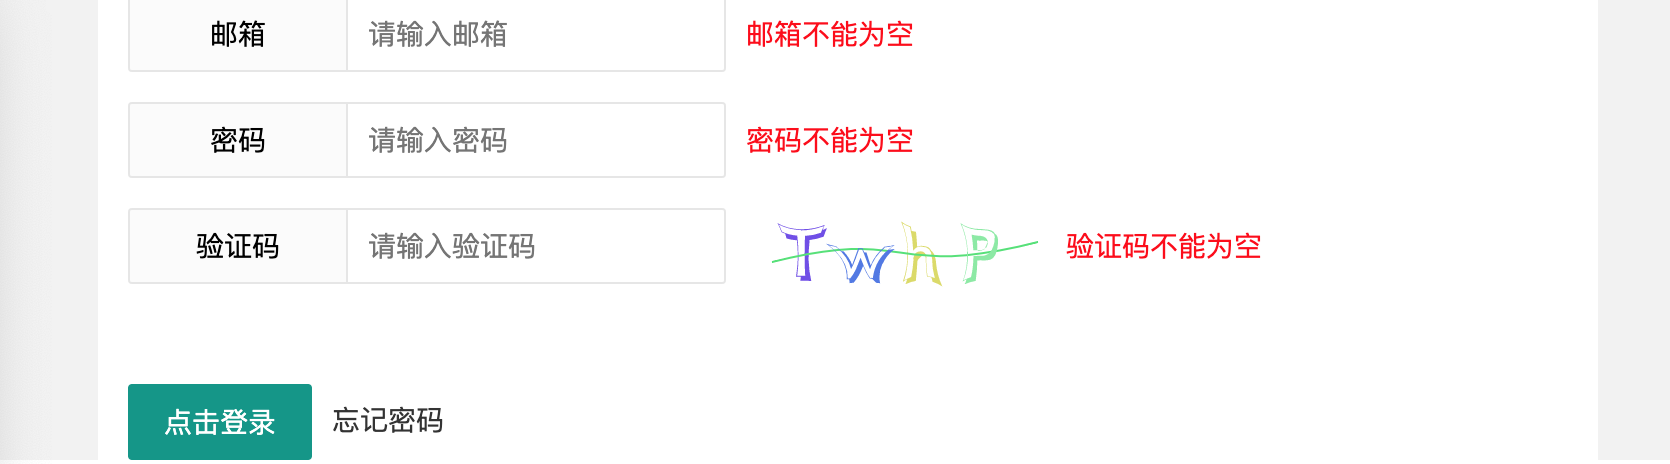 邮箱 请输入邮箱 邮箱不能为空
密码 请输入密码 密码不能为空
验证码 请输入验证码 TwhP 验证码不能为空
点击登录 忘记密码